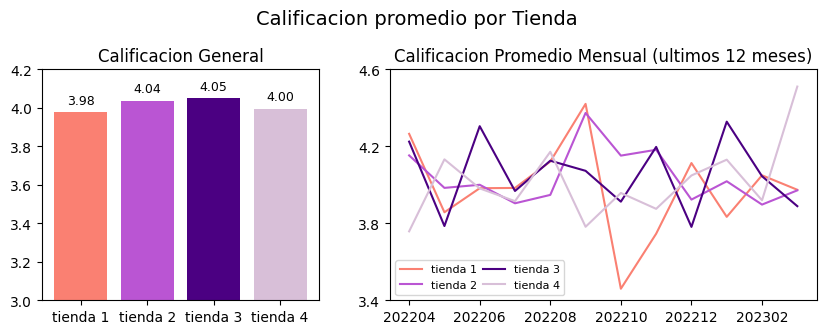 Calificacion promedio por Tienda
Calificacion General
4.2
4.0
3.8
3.6
3.4
3.2
3.0
3.98
4.04
4.05
4.00
tienda 1 tienda 2 tienda 3 tienda 4
Calificacion Promedio Mensual (ultimos 12 meses)
4.6
4.2
3.8
3.4
tienda 1 tienda 3
tienda 2 tienda 4
202204 202206 202208 202210 202212 202302